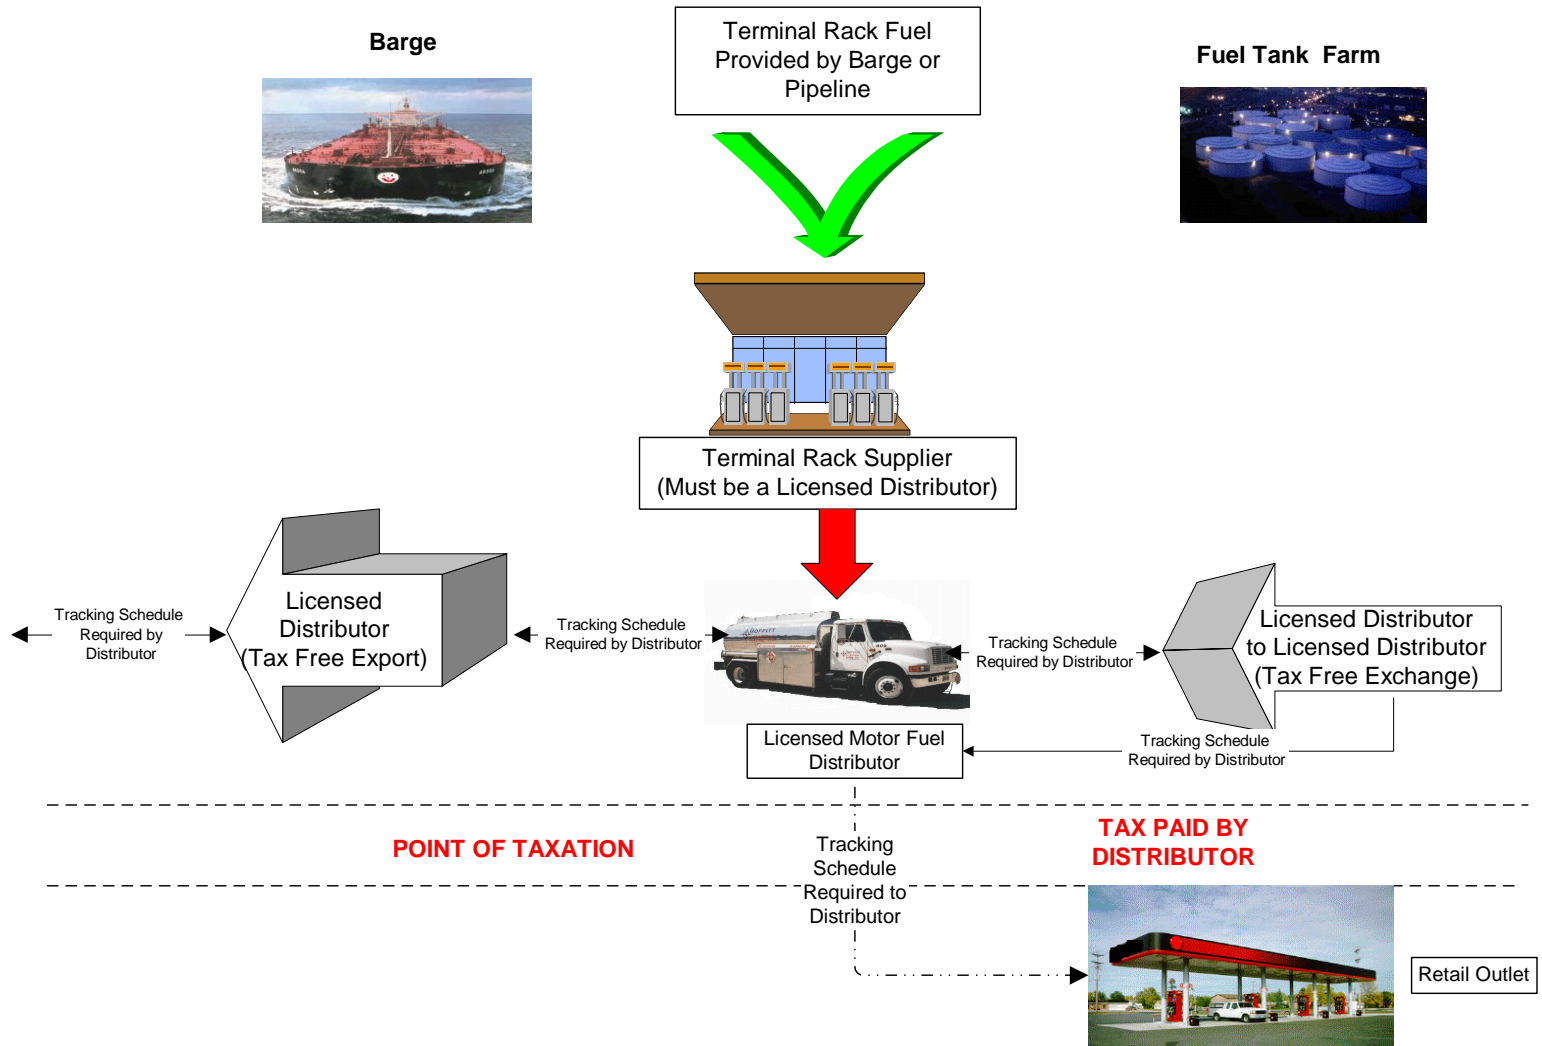 Barge
Terminal Rack Fuel
Provided by Barge or
Pipeline
Fuel Tank Farm
Terminal Rack Supplier
(Must be a Licensed Distributor)
Tracking Schedule
Required by
Distributor
Licensed
Distributor
(Tax Free Export)
Tracking Schedule
Required by Distributor
Tracking Schedule
Required by Distributor
Licensed Distributor
to Licensed Distributor
(Tax Free Exchange)
Licensed Motor Fuel
Distributor
Tracking Schedule
Required by Distributor
POINT OF TAXATION
Tracking
Schedule
Required to
Distributor
TAX PAID BY
DISTRIBUTOR
Retail Outlet